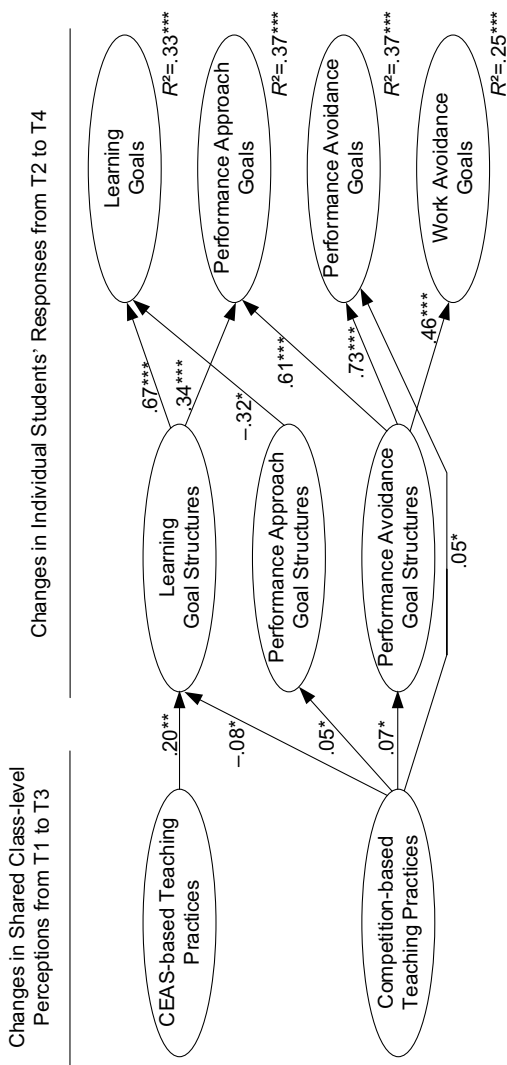 Changes in Shared Class-level
Perceptions from T1 to T3
Changes in Individual Students’ Responses from T2 to T4
CEAS-based Teaching
Practices
Competition-based
Teaching Practices
.20**
–.08*
.05*
.07*
.05*
Learning
Goal Structures
Performance Approach
Goal Structures
Performance Avoidance
Goal Structures
.67***
.34***
–.32*
.61***
.73***
.46***
Learning
Goals
R²=.33***
Performance Approach
Goals
R²=.37***
Performance Avoidance
Goals
R²=.37***
Work Avoidance
Goals
R²=.25***